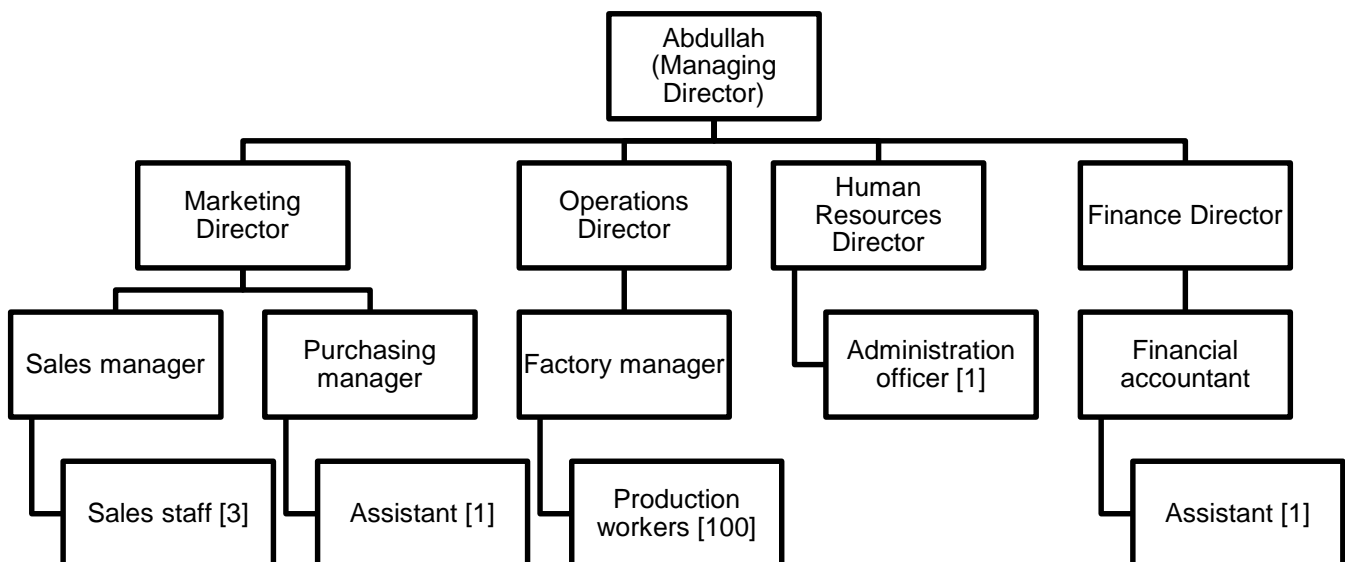 Abdullah
(Managing
Director)
Marketing
Director
Operations
Director
Human
Resources
Director
Finance Director
Sales manager
Purchasing
manager
Factory manager
Administration
officer [1]
Financial
accountant
Sales staff [3]
Assistant [1]
Production
workers [100]
Assistant [1]